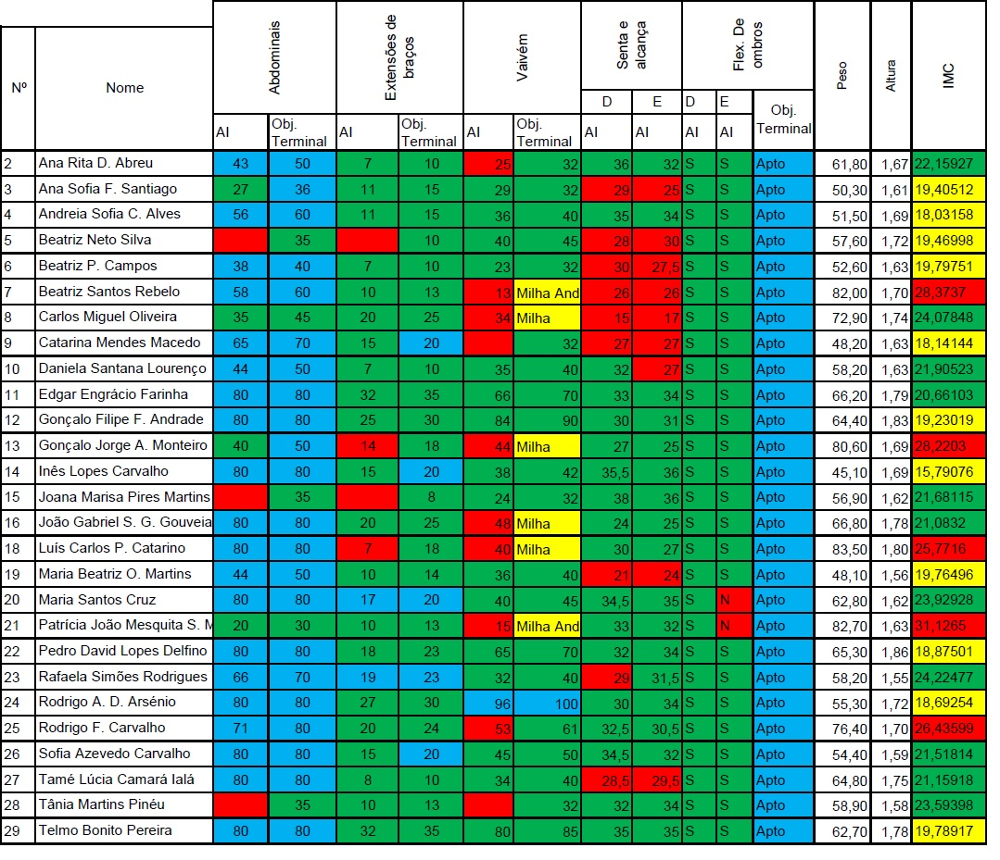 Nº Nome Abdominais Extensões de braços Vaivém Senta e alcança Flex. De ombros Peso Altura IMC
D E D E Obj. Terminal
AI Obj. Terminal AI Obj. Terminal AI Obj. Terminal AI AI AI AI
2 Ana Rita D. Abreu 43 50 7 10 25 32 36 32 S S Apto 61,80 1,67 22,15927
3 Ana Sofia F. Santiago 27 36 11 15 29 32 29 25 S S Apto 50,30 1,61 19,40512
4 Andreia Sofia C. Alves 56 60 11 15 36 40 35 34 S S Apto 51,50 1,69 18,03158
5 Beatriz Neto Silva 35 10 40 45 28 30 S S Apto 57,60 1,72 19,46998
6 Beatriz P. Campos 38 40 7 10 23 32 30 27,5 S S Apto 52,60 1,63 19,79751
7 Beatriz Santos Rebelo 58 60 10 13 13 Milha And 26 26 S S Apto 82,00 1,70 28,3737
8 Carlos Miguel Oliveira 35 45 20 25 34 Milha 15 17 S S Apto 72,90 1,74 24,07848
9 Catarina Mendes Macedo 65 70 15 20 32 27 27 S S Apto 48,20 1,63 18,14144
10 Daniela Santana Lourenço 44 50 7 10 35 40 32 27 S S Apto 58,20 1,63 21,90523
11 Edgar Engrácio Farinha 80 80 32 35 66 70 33 34 S S Apto 66,20 1,79 20,66103
12 Gonçalo Filipe F. Andrade 80 80 25 30 84 90 30 31 S S Apto 64,40 1,83 19,23019
13 Gonçalo Jorge A. Monteiro 40 50 14 18 44 Milha 27 25 S S Apto 80,60 1,69 28,2203
14 Inês Lopes Carvalho 80 80 15 20 38 42 35,5 36 S S Apto 45,10 1,69 15,79076
15 Joana Marisa Pires Martins 35 8 24 32 38 36 S S Apto 56,90 1,62 21,68115
16 João Gabriel S. G. Gouveia 80 80 20 25 48 Milha 24 25 S S Apto 66,80 1,78 21,0832
18 Luís Carlos P. Catarino 80 80 7 18 40 Milha 30 27 S S Apto 83,50 1,80 25,7716
19 Maria Beatriz O. Martins 44 50 10 14 36 40 21 24 S S Apto 48,10 1,56 19,76496
20 Maria Santos Cruz 80 80 17 20 40 45 34,5 35 S N Apto 62,80 1,62 23,92928
21 Patrícia João Mesquita S. M 20 30 10 13 15 Milha And 33 32 S N Apto 82,70 1,63 31,1265
22 Pedro David Lopes Delfino 80 80 18 23 65 70 32 34 S S Apto 65,30 1,86 18,87501
23 Rafaela Simões Rodrigues 66 70 19 23 32 40 29 31,5 S S Apto 58,20 1,55 24,22477
24 Rodrigo A. D. Arsénio 80 80 27 30 96 100 30 34 S S Apto 55,30 1,72 18,69254
25 Rodrigo F. Carvalho 71 80 20 24 53 61 32,5 30,5 S S Apto 76,40 1,70 26,43599
26 Sofia Azevedo Carvalho 80 80 15 20 45 50 34,5 32 S S Apto 54,40 1,59 21,51814
27 Tamé Lúcia Camará Ialá 80 80 8 10 34 40 28,5 29,5 S S Apto 64,80 1,75 21,15918
28 Tânia Martins Pinéu 35 10 13 32 32 34 S S Apto 58,90 1,58 23,59398
29 Telmo Bonito Pereira 80 80 32 35 80 85 35 35 S S Apto 62,70 1,78 19,78917